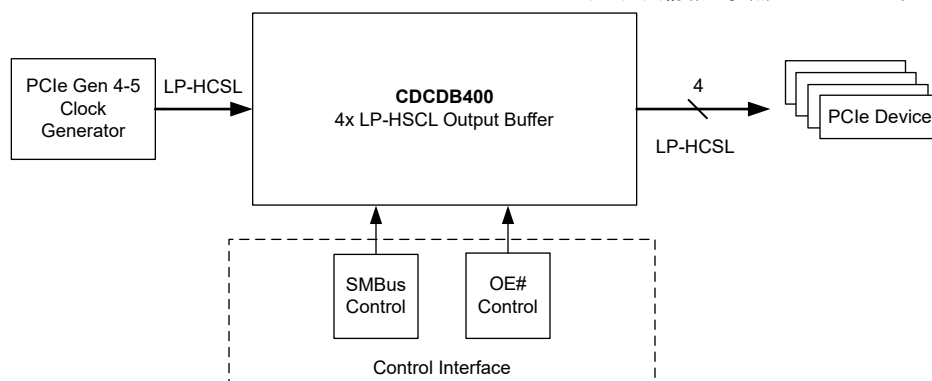 PCIe Gen 4-5
Clock
Generator
LP-HCSL
CDCDB400
4x LP-HSCL Output Buffer
4
LP-HCSL
PCIe Device
SMBus
Control
OE#
Control
Control Interface